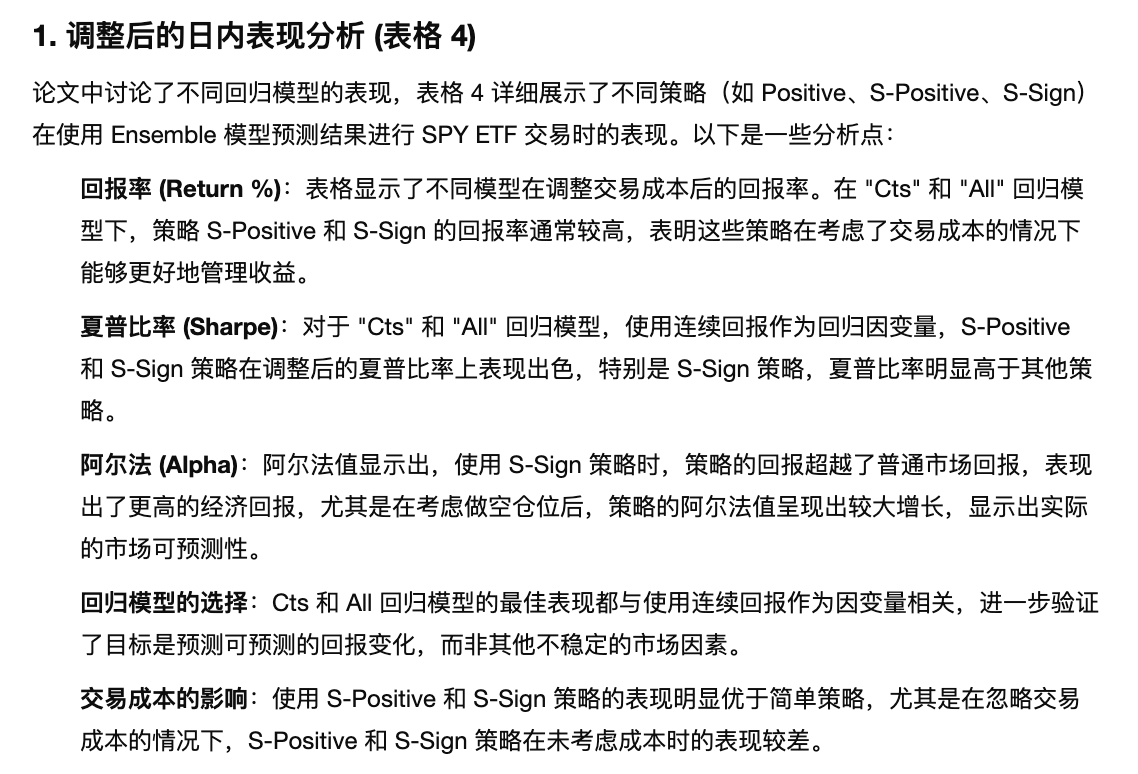 1. 调整后的日内表现分析 (表格 4)
论文中讨论了不同回归模型的表现，表格 4 详细展示了不同策略（如 Positive、S-Positive、S-Sign）
在使用 Ensemble 模型预测结果进行 SPY ETF 交易时的表现。以下是一些分析点：
回报率 (Return %)：表格显示了不同模型在调整交易成本后的回报率。在 "Cts" 和 "All" 回归模
型下，策略 S-Positive 和 S-Sign 的回报率通常较高，表明这些策略在考虑了交易成本的情况下
能够更好地管理收益。
夏普比率 (Sharpe)：对于 "Cts" 和 "All" 回归模型，使用连续回报作为回归因变量，S-Positive
和 S-Sign 策略在调整后的夏普比率上表现出色，特别是 S-Sign 策略，夏普比率明显高于其他策
略。
阿尔法 (Alpha)：阿尔法值显示出，使用 S-Sign 策略时，策略的回报超越了普通市场回报，表现
出了更高的经济回报，尤其是在考虑做空仓位后，策略的阿尔法值呈现出较大增长，显示出实际
的市场可预测性。
回归模型的选择：Cts 和 All 回归模型的最佳表现都与使用连续回报作为因变量相关，进一步验证
了目标是预测可预测的回报变化，而非其他不稳定的市场因素。
交易成本的影响：使用 S-Positive 和 S-Sign 策略的表现明显优于简单策略，尤其是在忽略交易
成本的情况下，S-Positive 和 S-Sign 策略在未考虑成本时的表现较差。